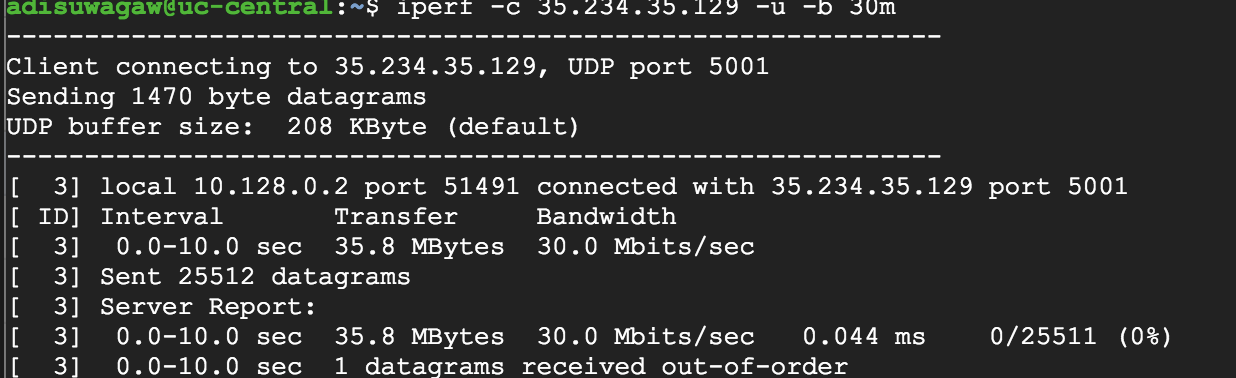 adisuwagaw@uc-central:~$ iperf -c 35.234.35.129 -u -b 30m
------------------------------------------------------------
Client connecting to 35.234.35.129, UDP port 5001
Sending 1470 byte datagrams
UDP buffer size:  208 KByte (default)
------------------------------------------------------------
[  3] local 10.128.0.2 port 51491 connected with 35.234.35.129 port 5001
[ ID] Interval       Transfer     Bandwidth
[  3]  0.0-10.0 sec  35.8 MBytes  30.0 Mbits/sec
[  3] Sent 25512 datagrams
[  3] Server Report:
[  3]  0.0-10.0 sec  35.8 MBytes  30.0 Mbits/sec   0.044 ms    0/25511 (0%)
[  3]  0.0-10.0 sec  1 datagrams received out-of-order